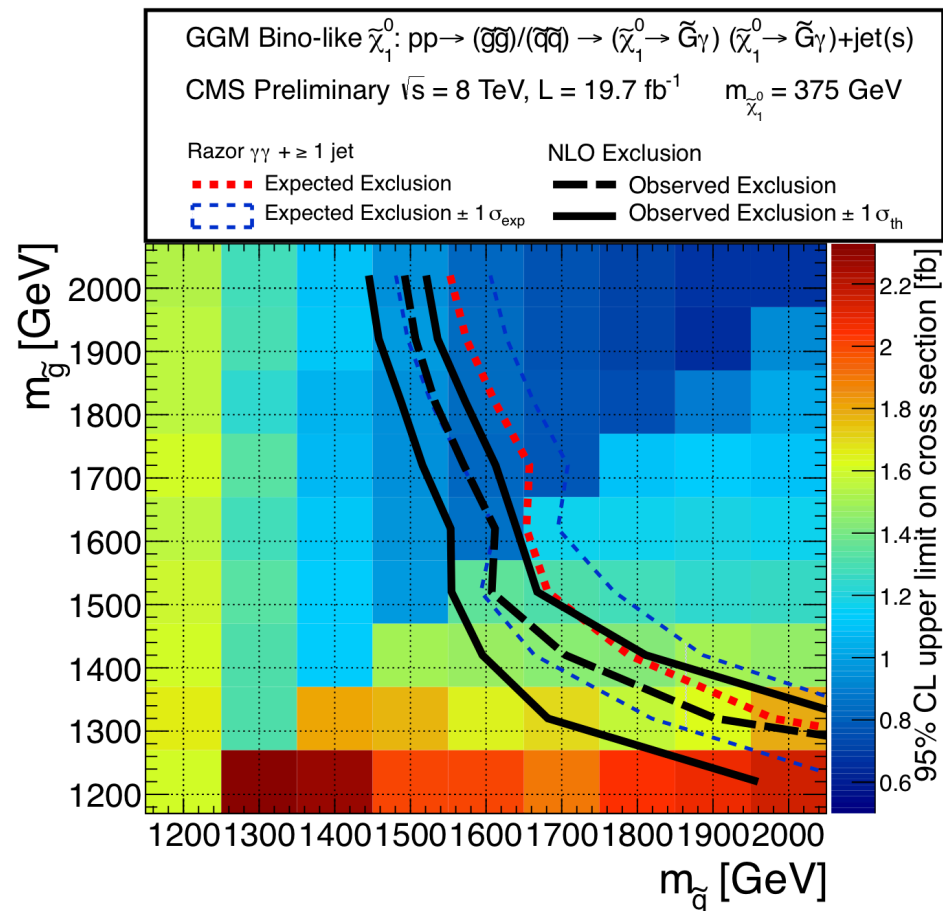 GGM Bino-like χ̃₁⁰: pp→ (g̃g̃)/(q̃q̃) → (χ̃₁⁰→ G̃γ) (χ̃₁⁰→ G̃γ)+jet(s)
CMS Preliminary √s = 8 TeV, L = 19.7 fb⁻¹ m_χ̃₁⁰ = 375 GeV
Razor γγ + ≥ 1 jet NLO Exclusion
Expected Exclusion Observed Exclusion
Expected Exclusion ± 1σ_exp Observed Exclusion ± 1σ_th
m_g̃ [GeV]
2000
1900
1800
1700
1600
1500
1400
1300
1200
1200 1300 1400 1500 1600 1700 1800 1900 2000
m_q̃ [GeV]
2.2
2
1.8
1.6
1.4
1.2
1
0.8
0.6
95% CL upper limit on cross section [fb]